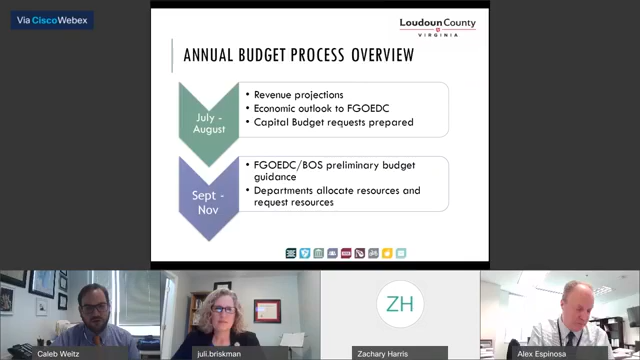 Via Cisco Webex
Loudoun County
VIRGINIA
ANNUAL BUDGET PROCESS OVERVIEW
July -
August
• Revenue projections
• Economic outlook to FGOEDC
• Capital Budget requests prepared
Sept -
Nov
• FGOEDC/BOS preliminary budget
guidance
• Departments allocate resources and
request resources
ZH
Caleb Weitz
juli.briskman
Zachary Harris
Alex Espinosa